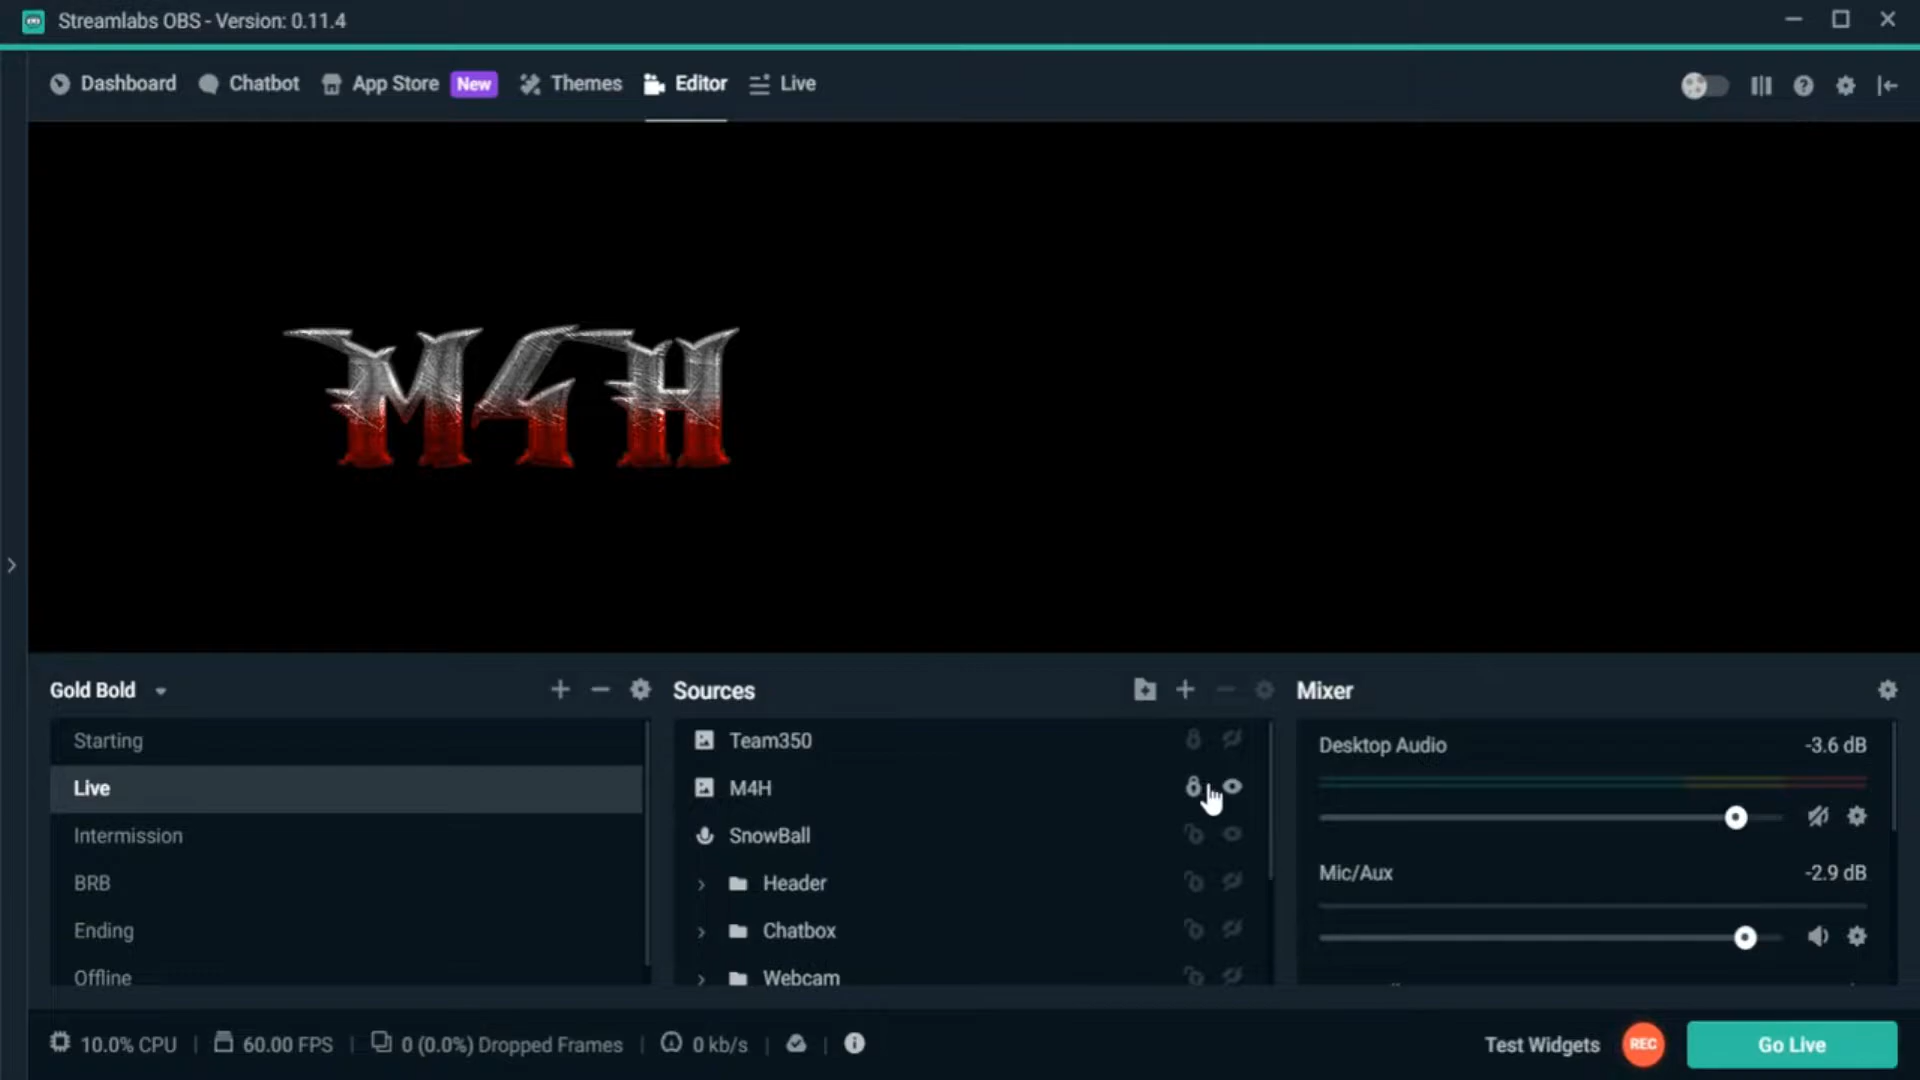 Streamlabs OBS - Version: 0.11.4
Dashboard Chatbot App Store New Themes Editor Live
M4H
Gold Bold
Starting
Live
Intermission
BRB
Ending
Offline
Sources
Team350
M4H
SnowBall
Header
Chatbox
Webcam
Mixer
Desktop Audio -3.6 dB
Mic/Aux -2.9 dB
10.0% CPU 60.00 FPS 0 (0.0%) Dropped Frames 0 kb/s
Test Widgets REC Go Live